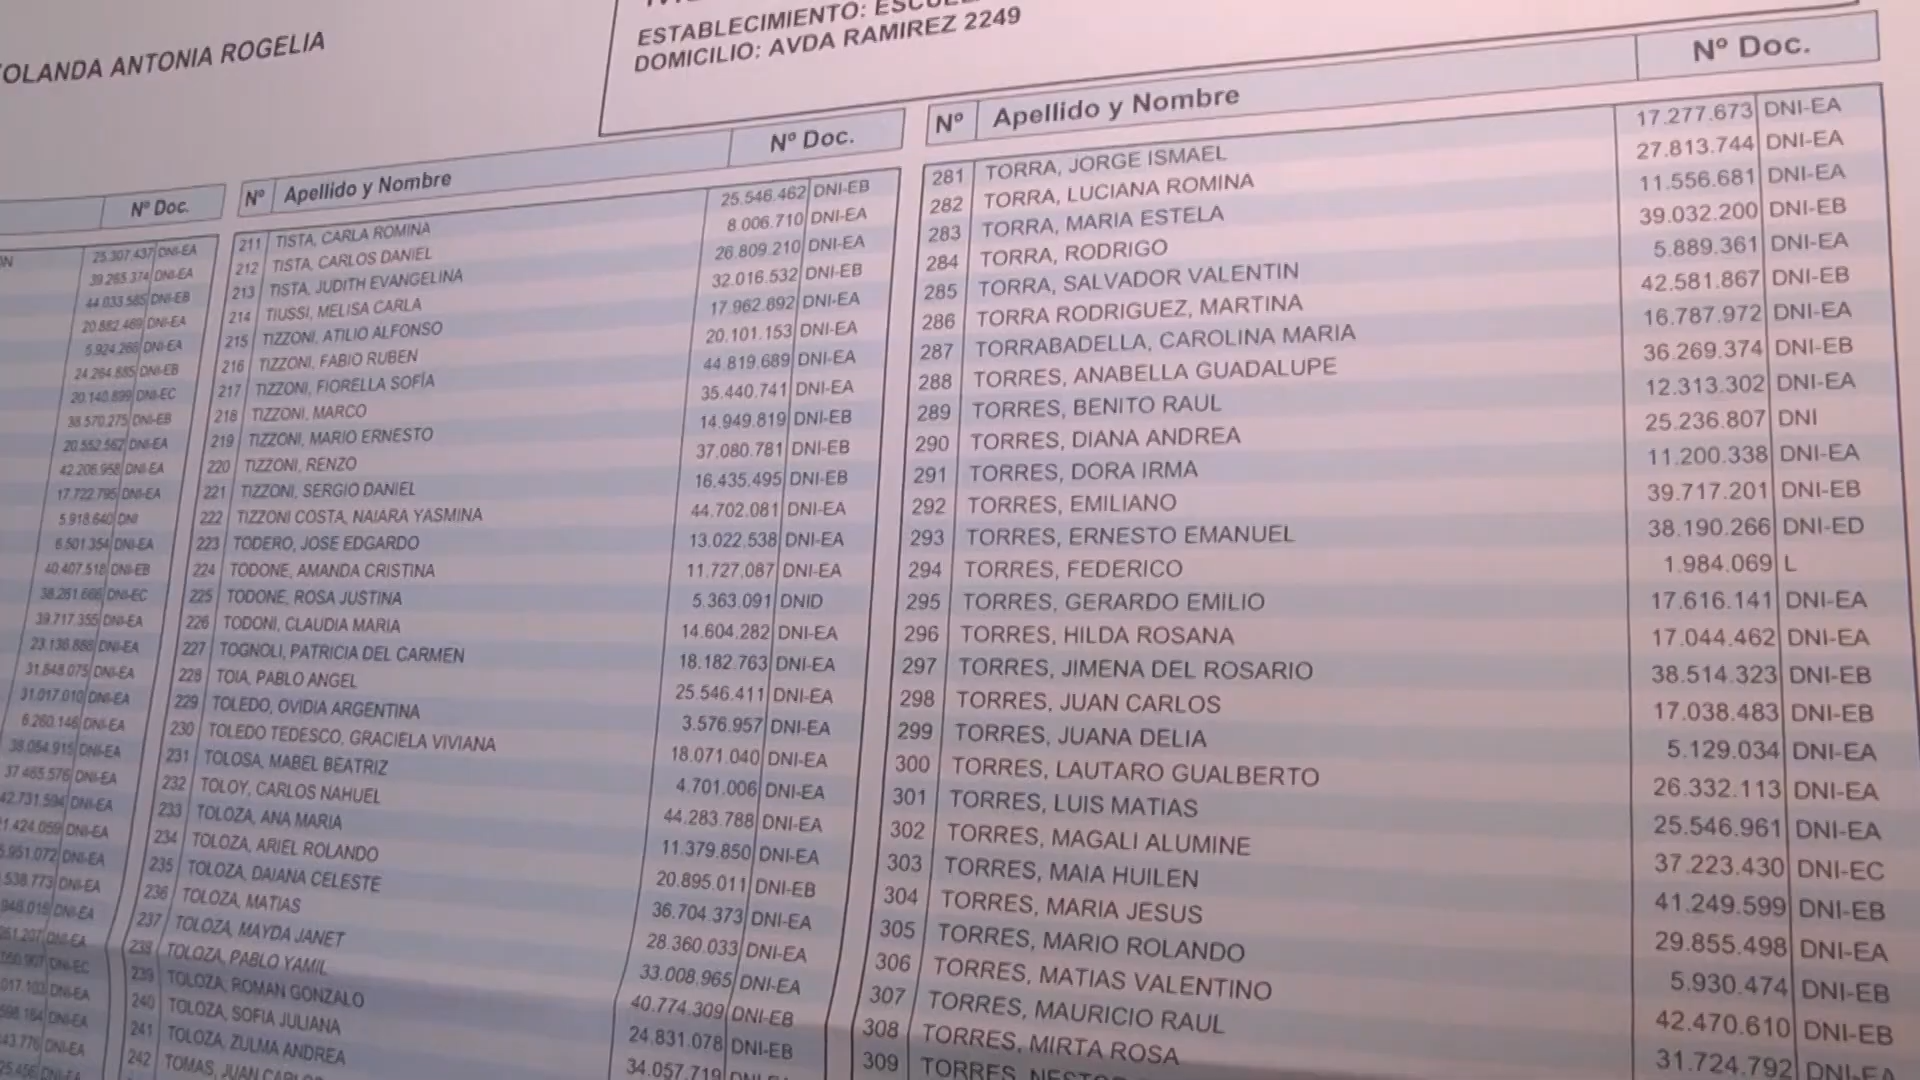 YOLANDA ANTONIA ROGELIA
ESTABLECIMIENTO:
DOMICILIO: AVDA RAMIREZ 2249
Nº Doc.
25.307.437 DNI-EA
39.265.374 DNI-EA
44.033.585 DNI-EB
20.882.469 DNI-EA
5.924.266 DNI-EA
24.264.885 DNI-EB
20.140.899 DNI-EC
38.570.275 DNI-EB
20.552.562 DNI-EA
42.206.958 DNI-EA
17.722.795 DNI-EA
5.918.640 DNI
6.501.354 DNI-EA
40.407.518 DNI-EB
38.261.666 DNI-EC
39.717.355 DNI-EA
23.136.888 DNI-EA
31.848.075 DNI-EA
31.017.010 DNI-EA
6.260.146 DNI-EA
38.054.915 DNI-EA
37.465.576 DNI-EA
42.731.594 DNI-EA
DNI-EA
DNI-EA
DNI-EA
DNI-EA
DNI-EA
DNI-EC
DNI-EA
DNI-EA
DNI-EA
Nº Apellido y Nombre Nº Doc.
211 TISTA, CARLA ROMINA 25.546.462 DNI-EB
212 TISTA, CARLOS DANIEL 8.006.710 DNI-EA
213 TISTA, JUDITH EVANGELINA 26.809.210 DNI-EA
214 TIUSSI, MELISA CARLA 32.016.532 DNI-EB
215 TIZZONI, ATILIO ALFONSO 17.962.892 DNI-EA
216 TIZZONI, FABIO RUBEN 20.101.153 DNI-EA
217 TIZZONI, FIORELLA SOFÍA 44.819.689 DNI-EA
218 TIZZONI, MARCO 35.440.741 DNI-EA
219 TIZZONI, MARIO ERNESTO 14.949.819 DNI-EB
220 TIZZONI, RENZO 37.080.781 DNI-EB
221 TIZZONI, SERGIO DANIEL 16.435.495 DNI-EB
222 TIZZONI COSTA, NAIARA YASMINA 44.702.081 DNI-EA
223 TODERO, JOSE EDGARDO 13.022.538 DNI-EA
224 TODONE, AMANDA CRISTINA 11.727.087 DNI-EA
225 TODONE, ROSA JUSTINA 5.363.091 DNID
226 TODONI, CLAUDIA MARIA 14.604.282 DNI-EA
227 TOGNOLI, PATRICIA DEL CARMEN 18.182.763 DNI-EA
228 TOIA, PABLO ANGEL 25.546.411 DNI-EA
229 TOLEDO, OVIDIA ARGENTINA 3.576.957 DNI-EA
230 TOLEDO TEDESCO, GRACIELA VIVIANA 18.071.040 DNI-EA
231 TOLOSA, MABEL BEATRIZ 4.701.006 DNI-EA
232 TOLOY, CARLOS NAHUEL 44.283.788 DNI-EA
233 TOLOZA, ANA MARIA 11.379.850 DNI-EA
234 TOLOZA, ARIEL ROLANDO 20.895.011 DNI-EB
235 TOLOZA, DAIANA CELESTE 36.704.373 DNI-EA
236 TOLOZA, MATIAS 28.360.033 DNI-EA
237 TOLOZA, MAYDA JANET 33.008.965 DNI-EA
238 TOLOZA, PABLO YAMIL 40.774.309 DNI-EB
239 TOLOZA, ROMAN GONZALO 24.831.078 DNI-EB
240 TOLOZA, SOFIA JULIANA 34.057.719
241 TOLOZA, ZULMA ANDREA
242 TOMAS, JUAN CARLOS
Nº Apellido y Nombre Nº Doc.
281 TORRA, JORGE ISMAEL 17.277.673 DNI-EA
282 TORRA, LUCIANA ROMINA 27.813.744 DNI-EA
283 TORRA, MARIA ESTELA 11.556.681 DNI-EA
284 TORRA, RODRIGO 39.032.200 DNI-EB
285 TORRA, SALVADOR VALENTIN 5.889.361 DNI-EA
286 TORRA RODRIGUEZ, MARTINA 42.581.867 DNI-EB
287 TORRABADELLA, CAROLINA MARIA 16.787.972 DNI-EA
288 TORRES, ANABELLA GUADALUPE 36.269.374 DNI-EB
289 TORRES, BENITO RAUL 12.313.302 DNI-EA
290 TORRES, DIANA ANDREA 25.236.807 DNI
291 TORRES, DORA IRMA 11.200.338 DNI-EA
292 TORRES, EMILIANO 39.717.201 DNI-EB
293 TORRES, ERNESTO EMANUEL 38.190.266 DNI-ED
294 TORRES, FEDERICO 1.984.069 L
295 TORRES, GERARDO EMILIO 17.616.141 DNI-EA
296 TORRES, HILDA ROSANA 17.044.462 DNI-EA
297 TORRES, JIMENA DEL ROSARIO 38.514.323 DNI-EB
298 TORRES, JUAN CARLOS 17.038.483 DNI-EB
299 TORRES, JUANA DELIA 5.129.034 DNI-EA
300 TORRES, LAUTARO GUALBERTO 26.332.113 DNI-EA
301 TORRES, LUIS MATIAS 25.546.961 DNI-EA
302 TORRES, MAGALI ALUMINE 37.223.430 DNI-EC
303 TORRES, MAIA HUILEN 41.249.599 DNI-EB
304 TORRES, MARIA JESUS 29.855.498 DNI-EA
305 TORRES, MARIO ROLANDO 5.930.474 DNI-EB
306 TORRES, MATIAS VALENTINO 42.470.610 DNI-EB
307 TORRES, MAURICIO RAUL 31.724.792 DNI-EA
308 TORRES, MIRTA ROSA
309 TORRES,